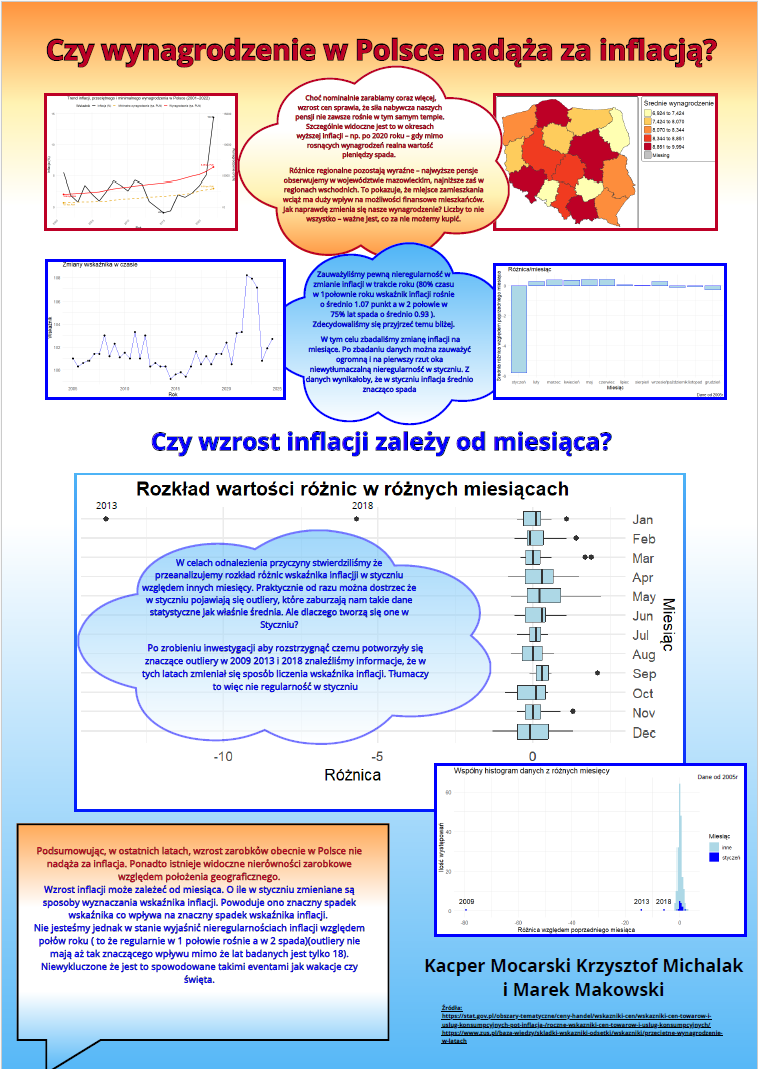 Czy wynagrodzenie w Polsce nadąża za inflacją?
Trend inflacji, przeciętnego i minimalnego wynagrodzenia w Polsce (2001–2022)
Choć nominalnie zarabiamy coraz więcej,
wzrost cen sprawia, że siła nabywcza naszych
pensji nie zawsze rośnie w tym samym tempie.
Szczególnie widoczne jest to w okresach
wyższej inflacji – np. po 2020 roku – gdy mimo
rosnących wynagrodzeń realna wartość
pieniędzy spada.
Różnice regionalne pozostają wyraźne – najwyższe pensje
obserwujemy w województwie mazowieckim, najniższe zaś w
regionach wschodnich. To pokazuje, że miejsce zamieszkania
wciąż ma duży wpływ na możliwości finansowe mieszkańców.
Jak naprawdę zmienia się nasze wynagrodzenie? Liczby to nie
wszystko – ważne jest, co za nie możemy kupić.
Średnie wynagrodzenie
6,924 to 7,424
7,424 to 8,070
8,070 to 8,344
8,344 to 8,851
8,851 to 9,994
Missing
Zmiany wskaźnika w czasie
Wskaźnik
Rok
Zauważyliśmy pewną nieregularność w
zmianie inflacji w trakcie roku (80% czasu
w 1połownie roku wskaźnik inflacji rośnie
o średnio 1.07 punkt a w 2 połowie w
75% lat spada o średnio 0.93 ).
Zdecydowaliśmy się przyjrzeć temu bliżej.
W tym celu zbadaliśmy zmianę inflacji na
miesiące. Po zbadaniu danych można zauważyć
ogromną i na pierwszy rzut oka
niewytłumaczalną nieregularność w styczniu. Z
danych wynikałoby, że w styczniu inflacja średnio
znacząco spada
Różnica/miesiąc
Średnia różnica względem poprzedniego miesiąca
styczeń luty marzec kwiecień maj czerwiec lipiec sierpień wrzesień październik listopad grudzień
Miesiąc
Dane od 2005r
Czy wzrost inflacji zależy od miesiąca?
Rozkład wartości różnic w różnych miesiącach
2013 2018
Jan
Feb
Mar
Apr
May
Jun
Jul
Aug
Sep
Oct
Nov
Dec
Miesiąc
W celach odnalezienia przyczyny stwierdziliśmy że
przeanalizujemy rozkład różnic wskaźnika inflacjji w styczniu
względem innych miesięcy. Praktycznie od razu można dostrzec że
w styczniu pojawiają się outliery, które zaburzają nam takie dane
statystyczne jak właśnie średnia. Ale dlaczego tworzą się one w
Styczniu?
Po zrobieniu inwestygacji aby rozstrzygnąć czemu potworzyły się
znaczące outliery w 2009 2013 i 2018 znaleźliśmy informacje, że w
tych latach zmieniał się sposób liczenia wskaźnika inflacji. Tłumaczy
to więc nie regularność w styczniu
-10 -5 0
Różnica
Wspólny histogram danych z różnych miesięcy
Dane od 2005r
Ilość występowań
60
40
20
0
2009 2013 2018
-80 -60 -40 -20 0
Różnica względem poprzedniego miesiąca
Miesiąc
inne
styczeń
Podsumowując, w ostatnich latach, wzrost zarobków obecnie w Polsce nie
nadąża za inflacja. Ponadto istnieje widoczne nierówności zarobkowe
względem położenia geograficznego.
Wzrost inflacji może zależeć od miesiąca. O ile w styczniu zmieniane są
sposoby wyznaczania wskaźnika inflacji. Powoduje ono znaczny spadek
wskaźnika co wpływa na znaczny spadek wskaźnika inflacji.
Nie jesteśmy jednak w stanie wyjaśnić nieregularnościach inflacji względem
połów roku ( to że regularnie w 1 połowie rośnie a w 2 spada)(outliery nie
mają aż tak znaczącego wpływu mimo że lat badanych jest tylko 18).
Niewykluczone że jest to spowodowane takimi eventami jak wakacje czy
święta.
Kacper Mocarski Krzysztof Michalak
i Marek Makowski
Źródła:
https://stat.gov.pl/obszary-tematyczne/ceny-handel/wskazniki-cen/wskazniki-cen-towarow-i-
uslug-konsumpcyjnych-pot-inflacja-/roczne-wskazniki-cen-towarow-i-uslug-konsumpcyjnych/
https://www.zus.pl/baza-wiedzy/skladki-wskazniki-odsetki/wskazniki/przecietne-wynagrodzenie-
w-latach